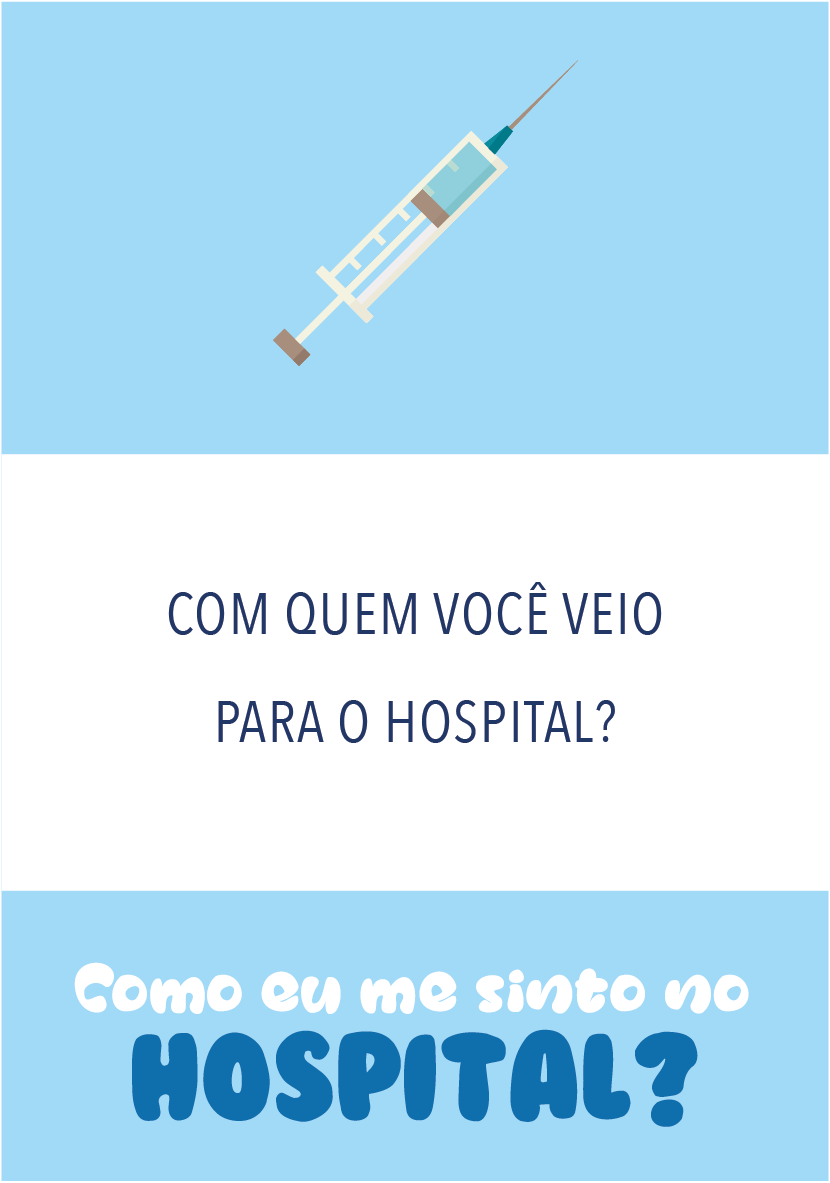 COM QUEM VOCÊ VEIO
PARA O HOSPITAL?
Como eu me sinto no
HOSPITAL?